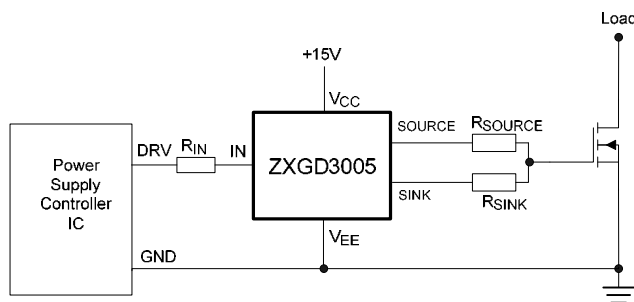 Load
+15V
VCC
SOURCE
RSOURCE
DRV
RIN
IN
ZXGD3005
Power
Supply
Controller
IC
SINK
RSINK
VEE
GND